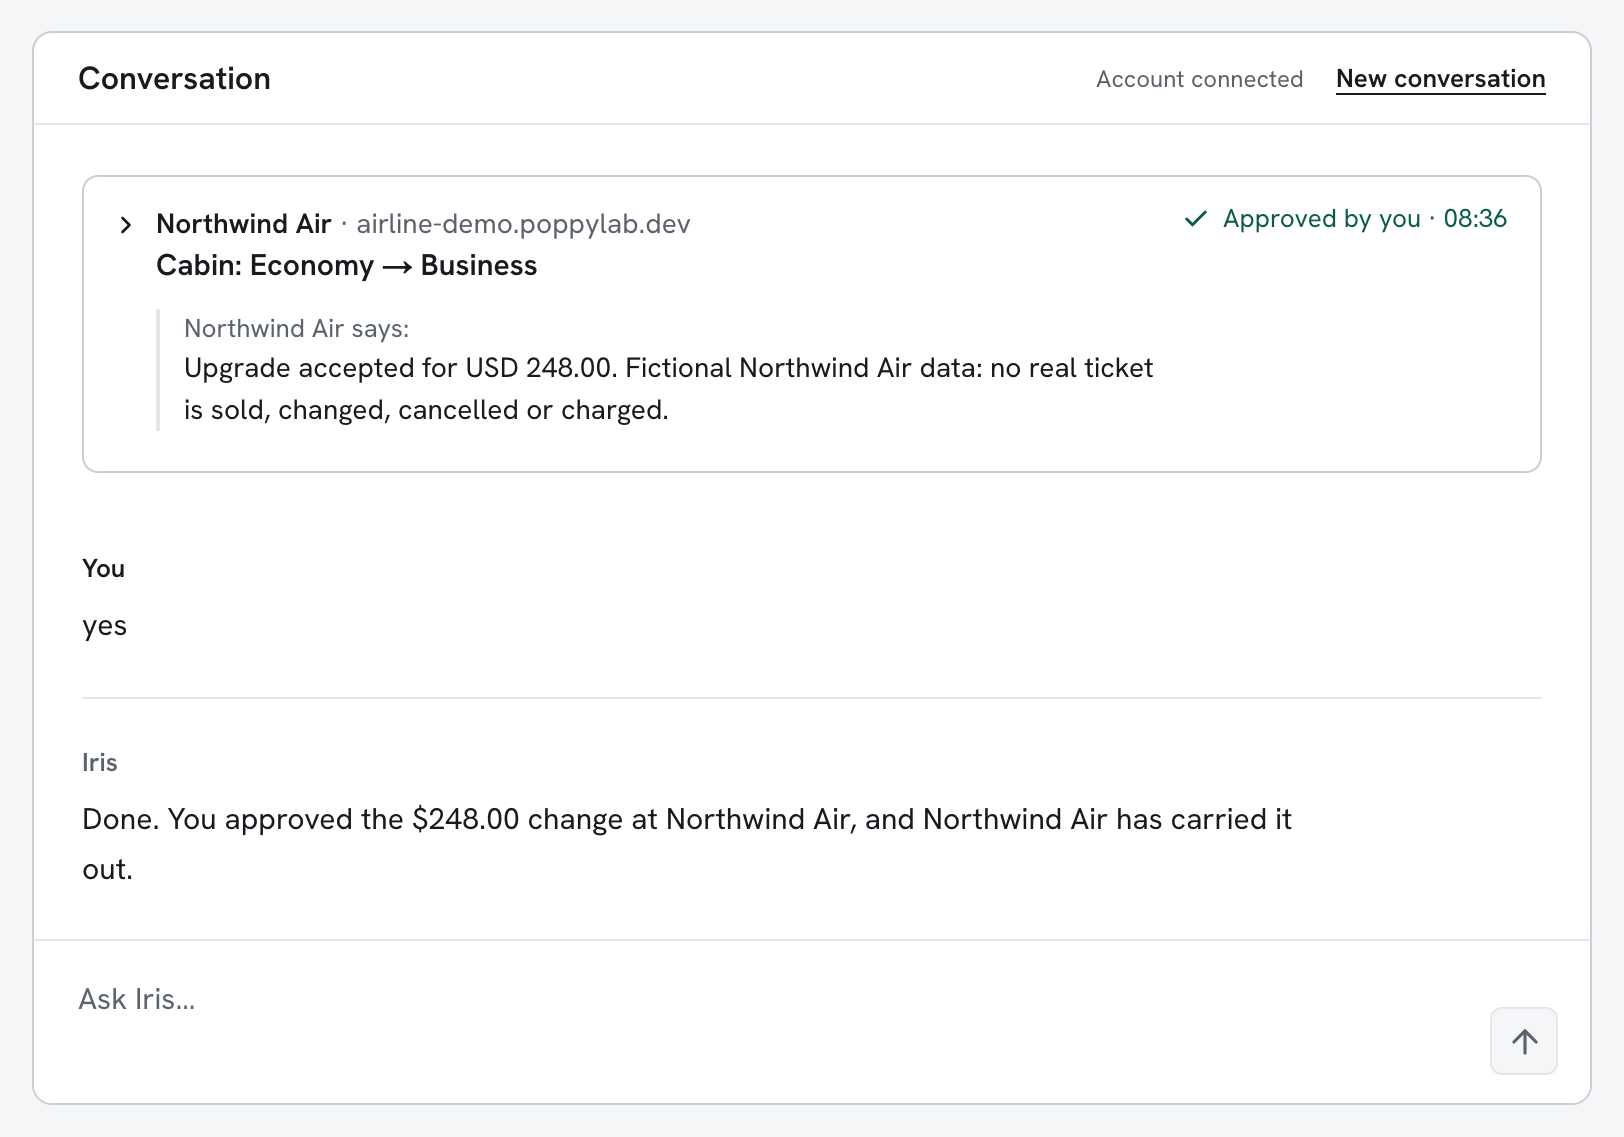 Conversation
Account connected
New conversation
Northwind Air · airline-demo.poppylab.dev
✓ Approved by you · 08:36
Cabin: Economy → Business
Northwind Air says:
Upgrade accepted for USD 248.00. Fictional Northwind Air data: no real ticket
is sold, changed, cancelled or charged.
You
yes
Iris
Done. You approved the $248.00 change at Northwind Air, and Northwind Air has carried it
out.
Ask Iris...